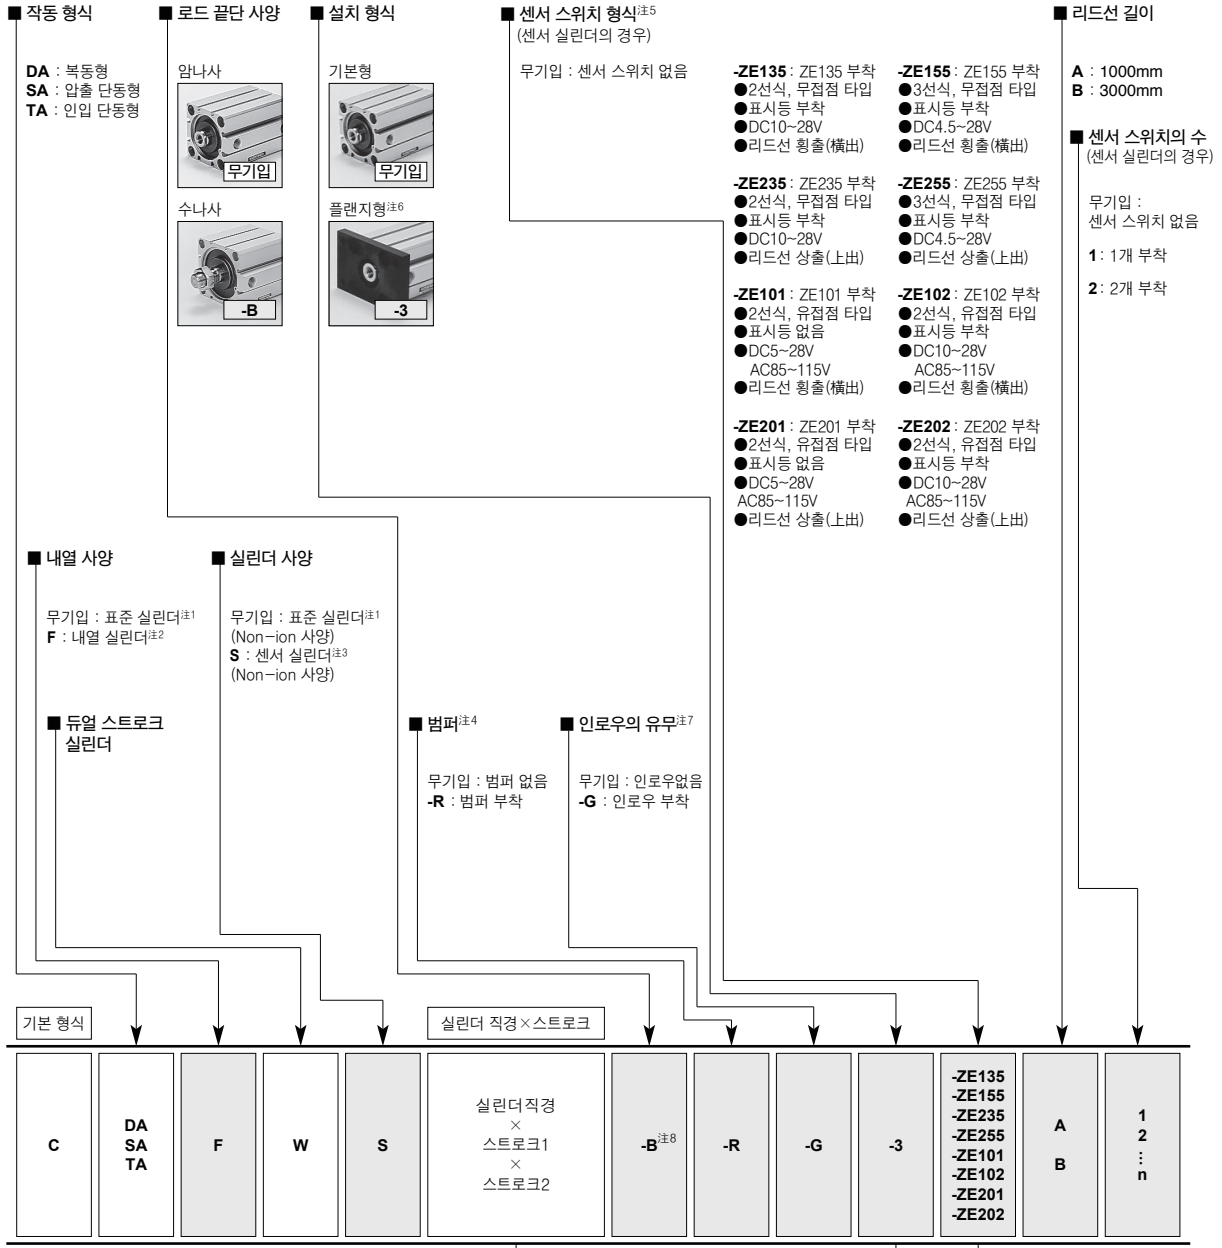 ■ 작동 형식
DA : 복동형
SA : 압출 단동형
TA : 인입 단동형
■ 로드 끝단 사양
암나사
무기입
수나사
-B
■ 설치 형식
기본형
무기입
플랜지형注6
-3
■ 센서 스위치 형식注5
(센서 실린더의 경우)
무기입 : 센서 스위치 없음
-ZE135 : ZE135 부착
●2선식, 무접점 타입
●표시등 부착
●DC10~28V
●리드선 횡출(橫出)
-ZE155 : ZE155 부착
●3선식, 무접점 타입
●표시등 부착
●DC4.5~28V
●리드선 횡출(橫出)
-ZE235 : ZE235 부착
●2선식, 무접점 타입
●표시등 부착
●DC10~28V
●리드선 상출(上出)
-ZE255 : ZE255 부착
●3선식, 무접점 타입
●표시등 부착
●DC4.5~28V
●리드선 상출(上出)
-ZE101 : ZE101 부착
●2선식, 유접점 타입
●표시등 없음
●DC5~28V
AC85~115V
●리드선 횡출(橫出)
-ZE102 : ZE102 부착
●2선식, 유접점 타입
●표시등 부착
●DC10~28V
AC85~115V
●리드선 횡출(橫出)
-ZE201 : ZE201 부착
●2선식, 유접점 타입
●표시등 없음
●DC5~28V
AC85~115V
●리드선 상출(上出)
-ZE202 : ZE202 부착
●2선식, 유접점 타입
●표시등 부착
●DC10~28V
AC85~115V
●리드선 상출(上出)
■ 리드선 길이
A : 1000mm
B : 3000mm
■ 센서 스위치의 수
(센서 실린더의 경우)
무기입 :
센서 스위치 없음
1 : 1개 부착
2 : 2개 부착
■ 내열 사양
무기입 : 표준 실린더注1
F : 내열 실린더注2
■ 실린더 사양
무기입 : 표준 실린더注1
(Non-ion 사양)
S : 센서 실린더注3
(Non-ion 사양)
■ 듀얼 스트로크
실린더
■ 범퍼注4
무기입 : 범퍼 없음
-R : 범퍼 부착
■ 인로우의 유무注7
무기입 : 인로우없음
-G : 인로우 부착
기본 형식
실린더 직경×스트로크
C
DA
SA
TA
F
W
S
실린더직경
×
스트로크1
×
스트로크2
-B注8
-R
-G
-3
-ZE135
-ZE155
-ZE235
-ZE255
-ZE101
-ZE102
-ZE201
-ZE202
A
B
1
2
⋮
n